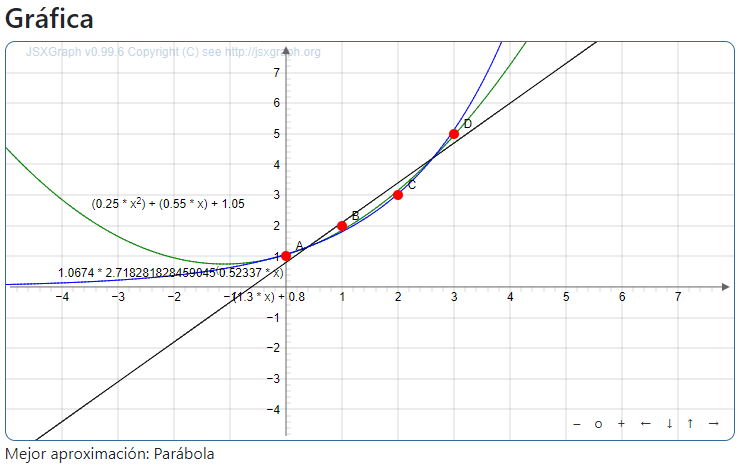 Gráfica
JSXGraph v0.99.6 Copyright (C) see http://jsxgraph.org
7
6
5
D
4
C
3
(0.25 * x²) + (0.55 * x) + 1.05
B
2
A
1
1.0674 * 2.718281828459045^(0.52337 * x)
−4 −3 −2 −1 1 2 3 4 5 6 7
(1.3 * x) + 0.8
−1
−2
−3
−4
− o + ← ↓ ↑ →
Mejor aproximación: Parábola